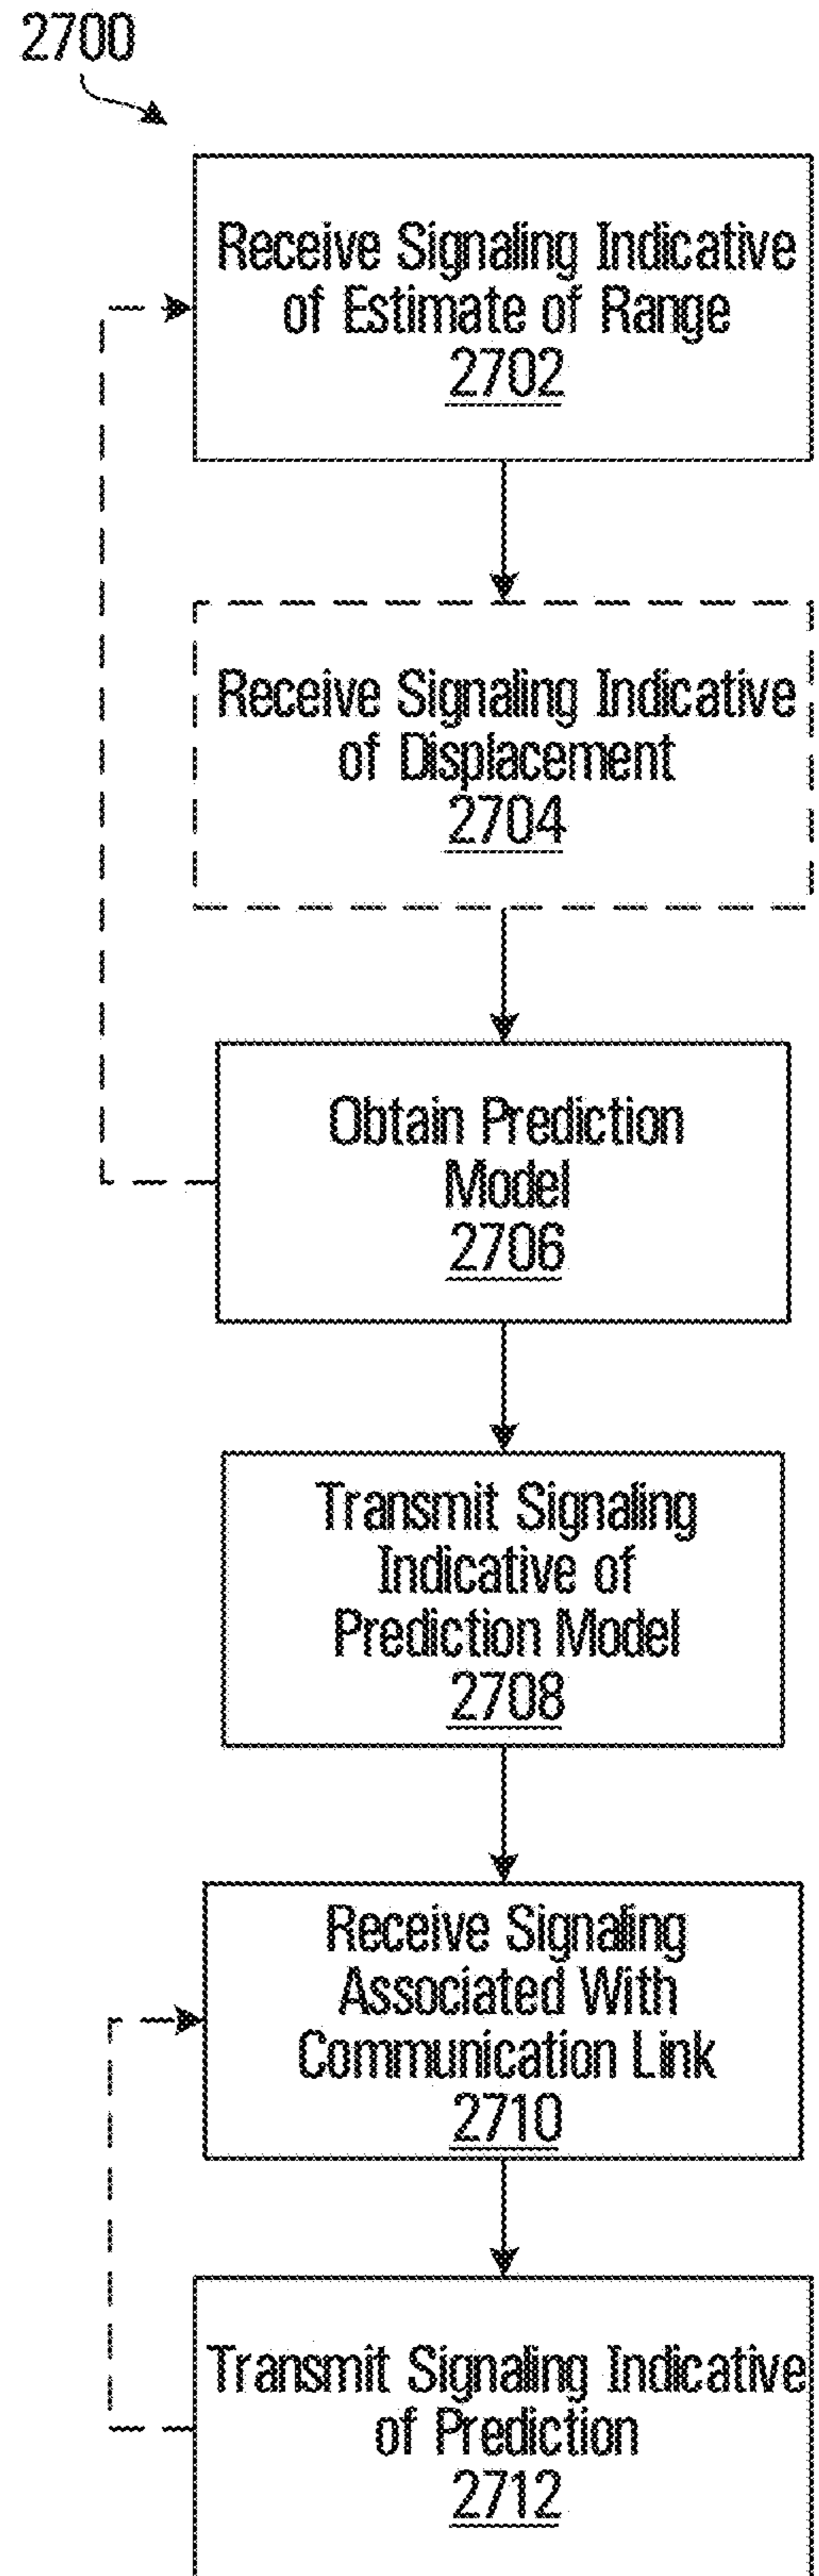 2700
Receive Signaling Indicative
of Estimate of Range
2702
Receive Signaling Indicative
of Displacement
2704
Obtain Prediction
Model
2706
Transmit Signaling
Indicative of
Prediction Model
2708
Receive Signaling
Associated With
Communication Link
2710
Transmit Signaling Indicative
of Prediction
2712